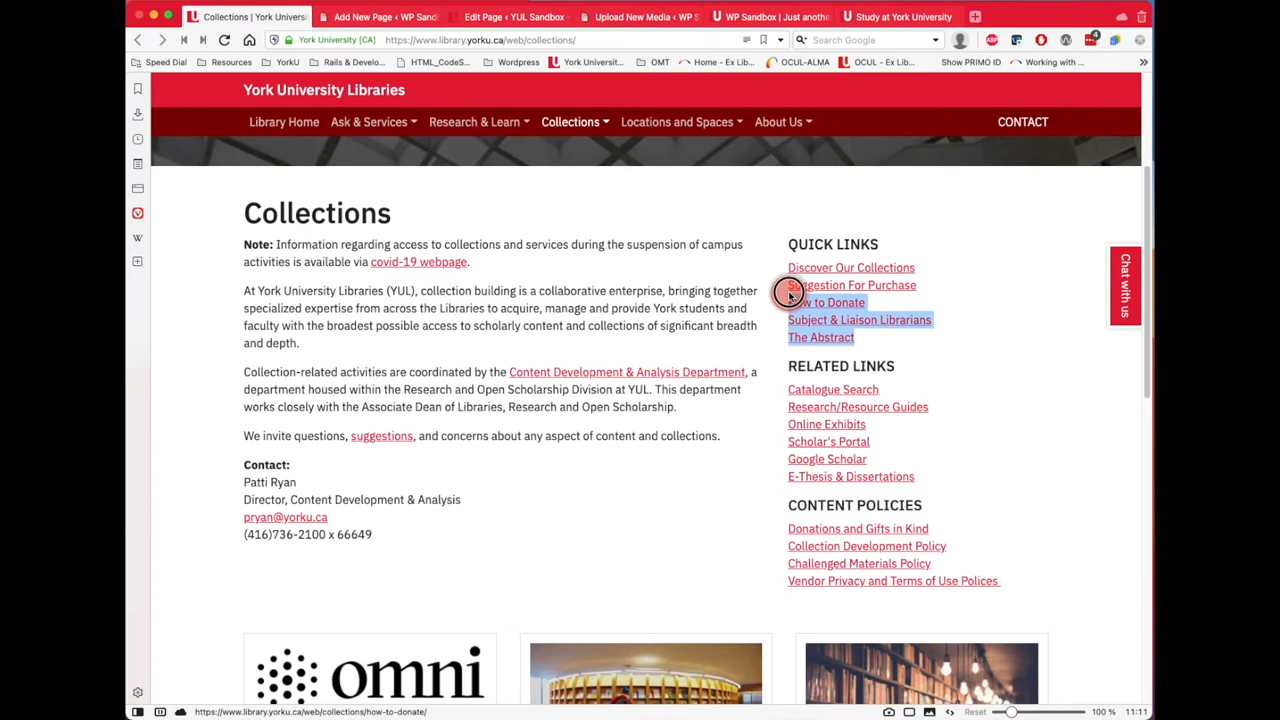 Collections | York Universi
Add New Page < WP Sand
Edit Page < YUL Sandbox -
Upload New Media < WP S
WP Sandbox | Just anothe
Study at York University
York University [CA]
https://www.library.yorku.ca/web/collections/
Search Google
ABP
4
Speed Dial
Resources
YorkU
Rails & Develo...
HTML_CodeS...
Wordpress
York Universit...
OMT
Home - Ex Lib...
OCUL-ALMA
OCUL - Ex Lib...
Show PRIMO ID
Working with ...
York University Libraries
Library Home Ask & Services Research & Learn Collections Locations and Spaces About Us CONTACT
Collections
Note: Information regarding access to collections and services during the suspension of campus
activities is available via covid-19 webpage.
At York University Libraries (YUL), collection building is a collaborative enterprise, bringing together
specialized expertise from across the Libraries to acquire, manage and provide York students and
faculty with the broadest possible access to scholarly content and collections of significant breadth
and depth.
Collection-related activities are coordinated by the Content Development & Analysis Department, a
department housed within the Research and Open Scholarship Division at YUL. This department
works closely with the Associate Dean of Libraries, Research and Open Scholarship.
We invite questions, suggestions, and concerns about any aspect of content and collections.
Contact:
Patti Ryan
Director, Content Development & Analysis
pryan@yorku.ca
(416)736-2100 x 66649
QUICK LINKS
Discover Our Collections
Suggestion For Purchase
How to Donate
Subject & Liaison Librarians
The Abstract
RELATED LINKS
Catalogue Search
Research/Resource Guides
Online Exhibits
Scholar's Portal
Google Scholar
E-Thesis & Dissertations
CONTENT POLICIES
Donations and Gifts in Kind
Collection Development Policy
Challenged Materials Policy
Vendor Privacy and Terms of Use Polices
Chat with us
omni
https://www.library.yorku.ca/web/collections/how-to-donate/
Reset
100 %
11:11